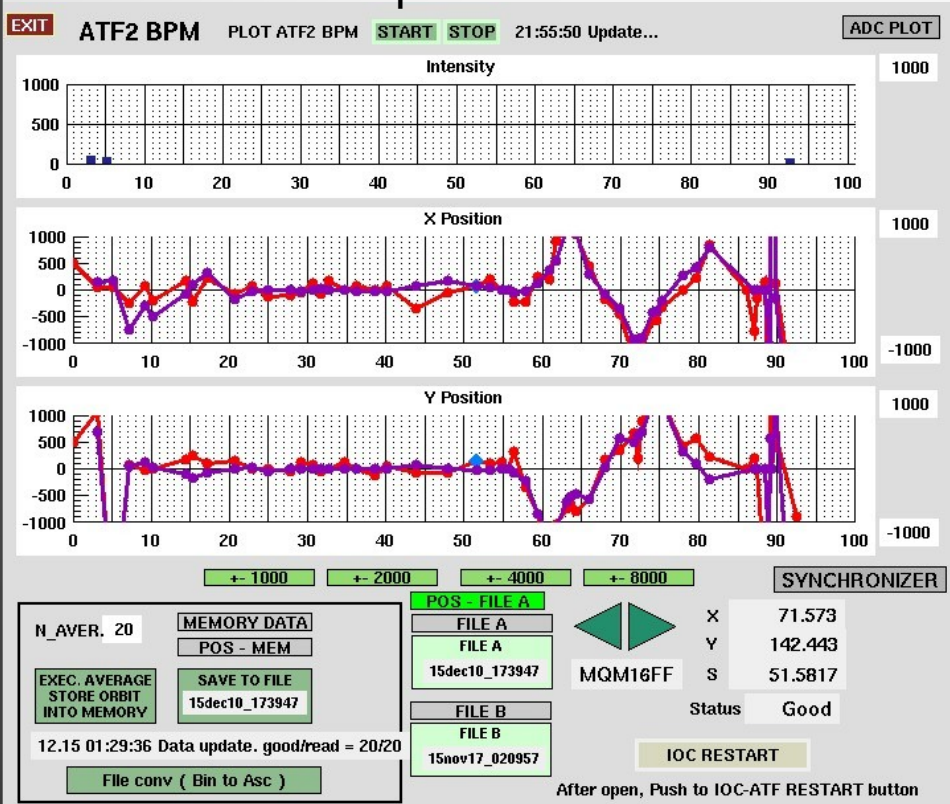 EXIT ATF2 BPM PLOT ATF2 BPM START STOP 21:55:50 Update... ADC PLOT
Intensity
1000
1000
500
0
0 10 20 30 40 50 60 70 80 90 100
X Position
1000
1000
500
0
-500
-1000
-1000
0 10 20 30 40 50 60 70 80 90 100
Y Position
1000
1000
500
0
-500
-1000
-1000
0 10 20 30 40 50 60 70 80 90 100
+- 1000 +- 2000 +- 4000 +- 8000 SYNCHRONIZER
N_AVER. 20
MEMORY DATA
POS - MEM
EXEC. AVERAGE
STORE ORBIT
INTO MEMORY
SAVE TO FILE
15dec10_173947
12.15 01:29:36 Data update. good/read = 20/20
FIle conv ( Bin to Asc )
POS - FILE A
FILE A
FILE A
15dec10_173947
FILE B
FILE B
15nov17_020957
MQM16FF
X 71.573
Y 142.443
S 51.5817
Status Good
IOC RESTART
After open, Push to IOC-ATF RESTART button